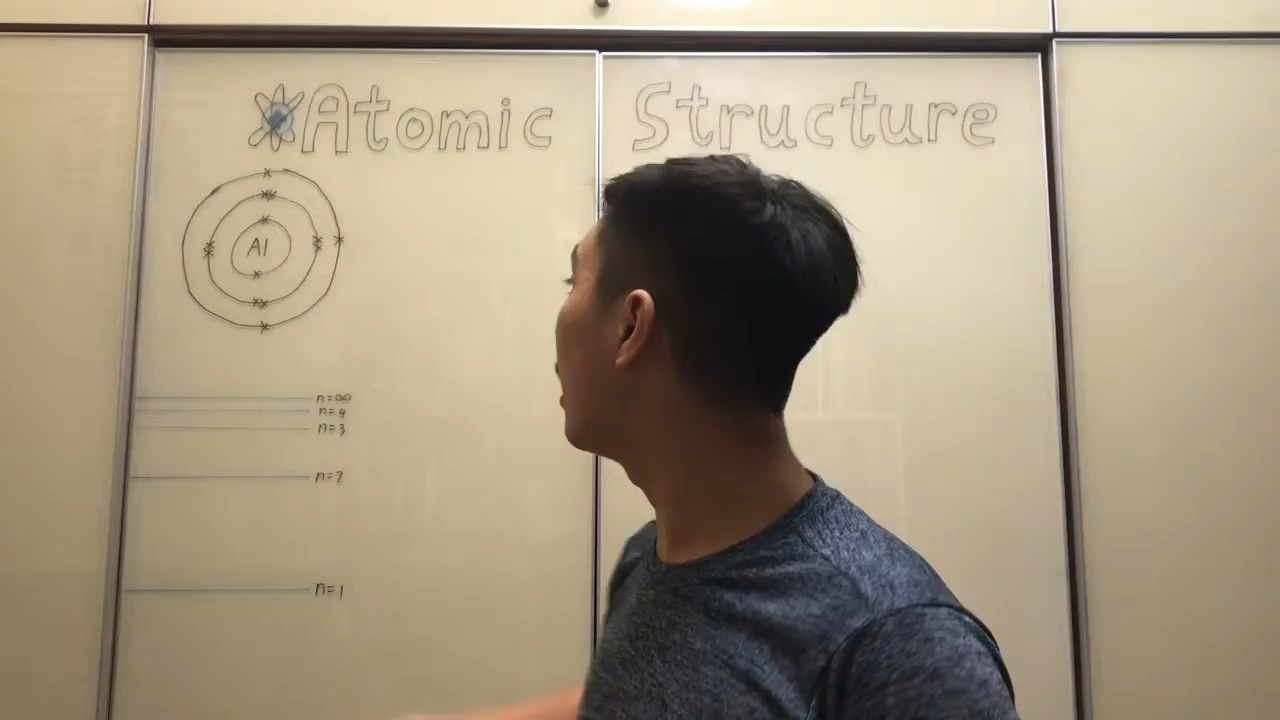 Atomic Structure
Al
n=∞
n=4
n=3
n=2
n=1